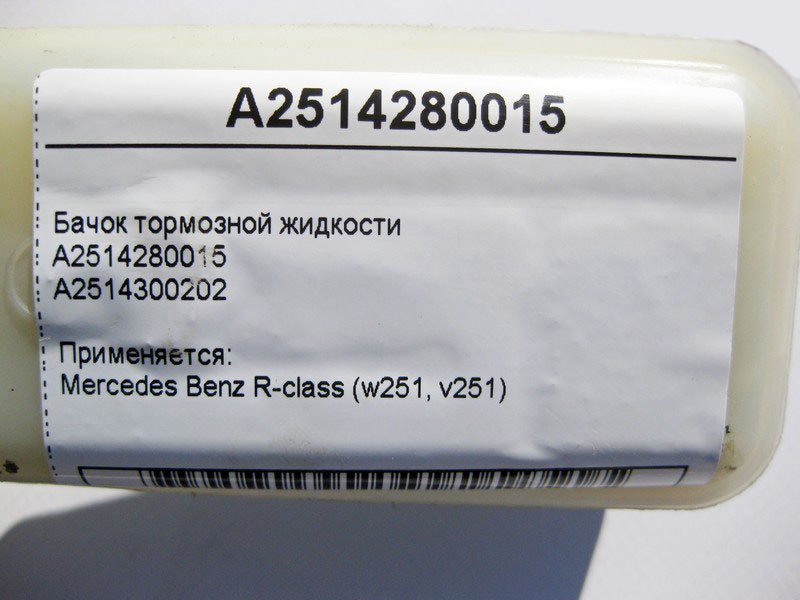 A2514280015
Бачок тормозной жидкости
A2514280015
A2514300202
Применяется:
Mercedes Benz R-class (w251, v251)